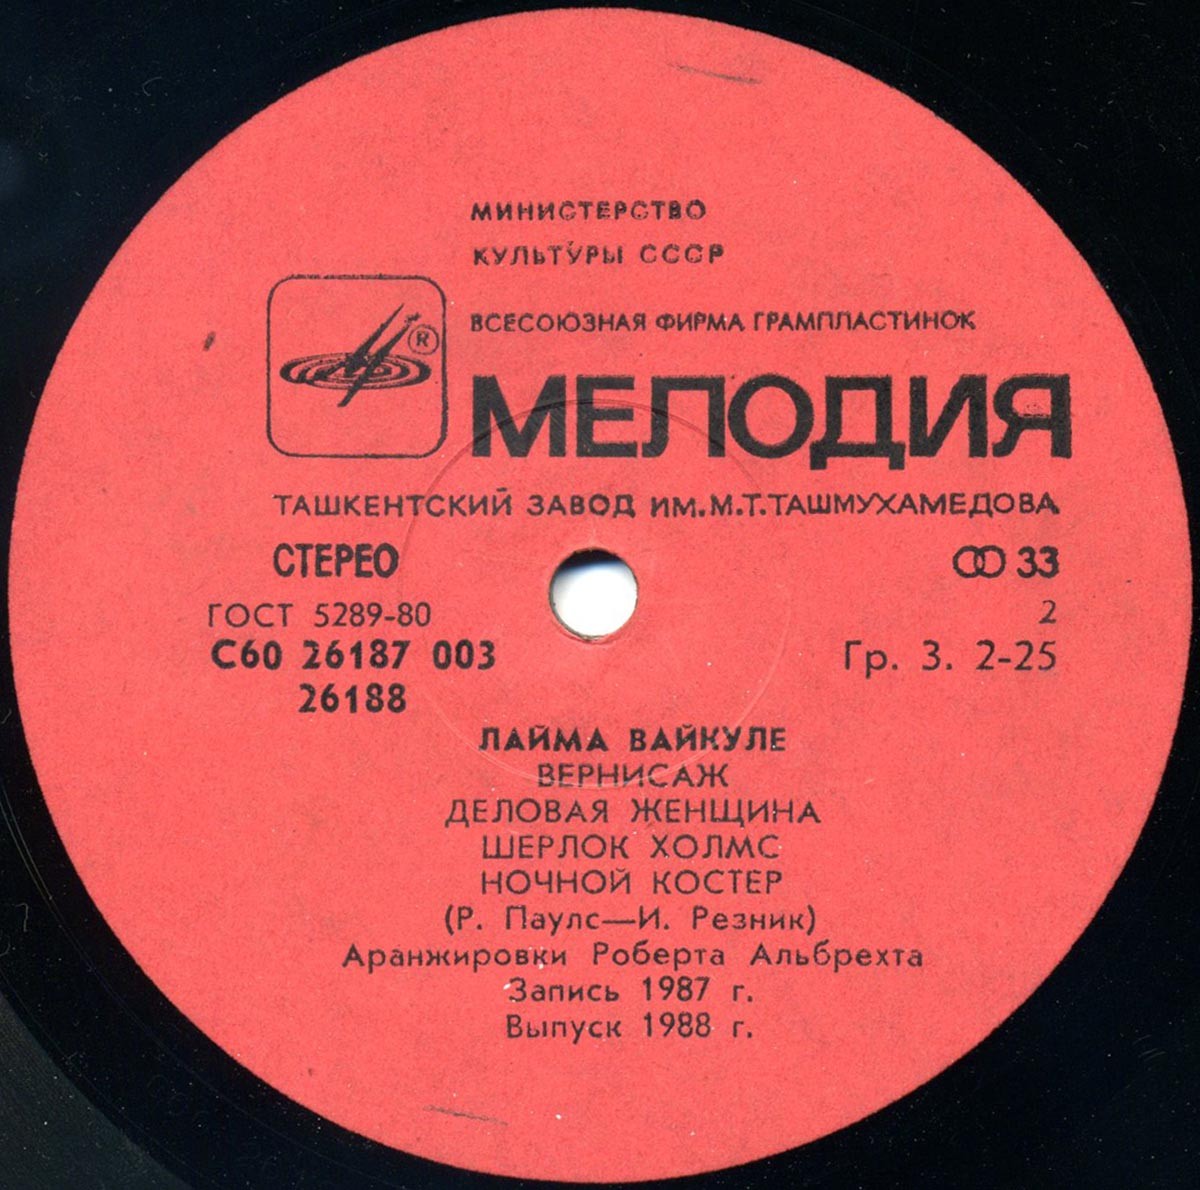 МИНИСТЕРСТВО
КУЛЬТУРЫ СССР
ВСЕСОЮЗНАЯ ФИРМА ГРАМПЛАСТИНОК
®
МЕЛОДИЯ
ТАШКЕНТСКИЙ ЗАВОД ИМ. М.Т.ТАШМУХАМЕДОВА
СТЕРЕО 33
ГОСТ 5289-80 2
С60 26187 003 Гр. 3. 2-25
26188
ЛАЙМА ВАЙКУЛЕ
ВЕРНИСАЖ
ДЕЛОВАЯ ЖЕНЩИНА
ШЕРЛОК ХОЛМС
НОЧНОЙ КОСТЕР
(Р. Паулс—И. Резник)
Аранжировки Роберта Альбрехта
Запись 1987 г.
Выпуск 1988 г.